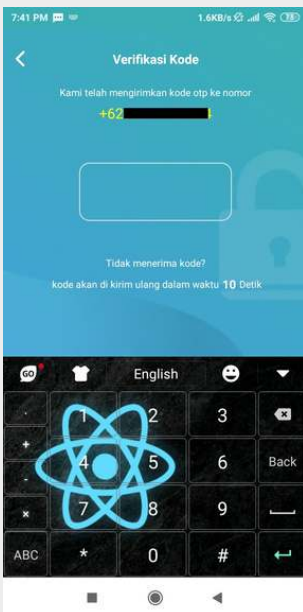 7:41 PM
1.6KB/s
73
Verifikasi Kode
Kami telah mengirimkan kode otp ke nomor
+62
Tidak menerima kode?
kode akan di kirim ulang dalam waktu 10 Detik
GO
English
. 1 2 3
+
4 5 6 Back
-
× 7 8 9
ABC * 0 #